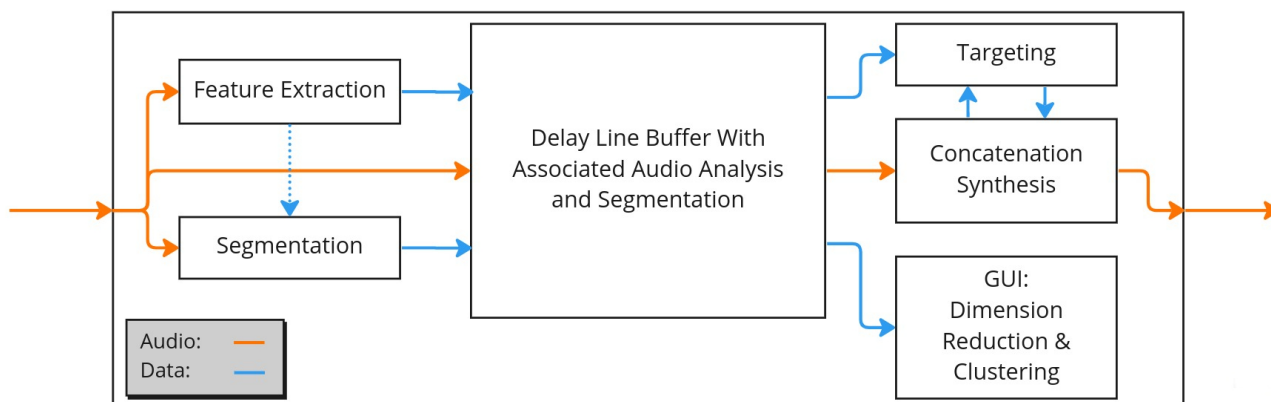 Feature Extraction
Segmentation
Audio:
Data:
Delay Line Buffer With
Associated Audio Analysis
and Segmentation
Targeting
Concatenation
Synthesis
GUI:
Dimension
Reduction &
Clustering